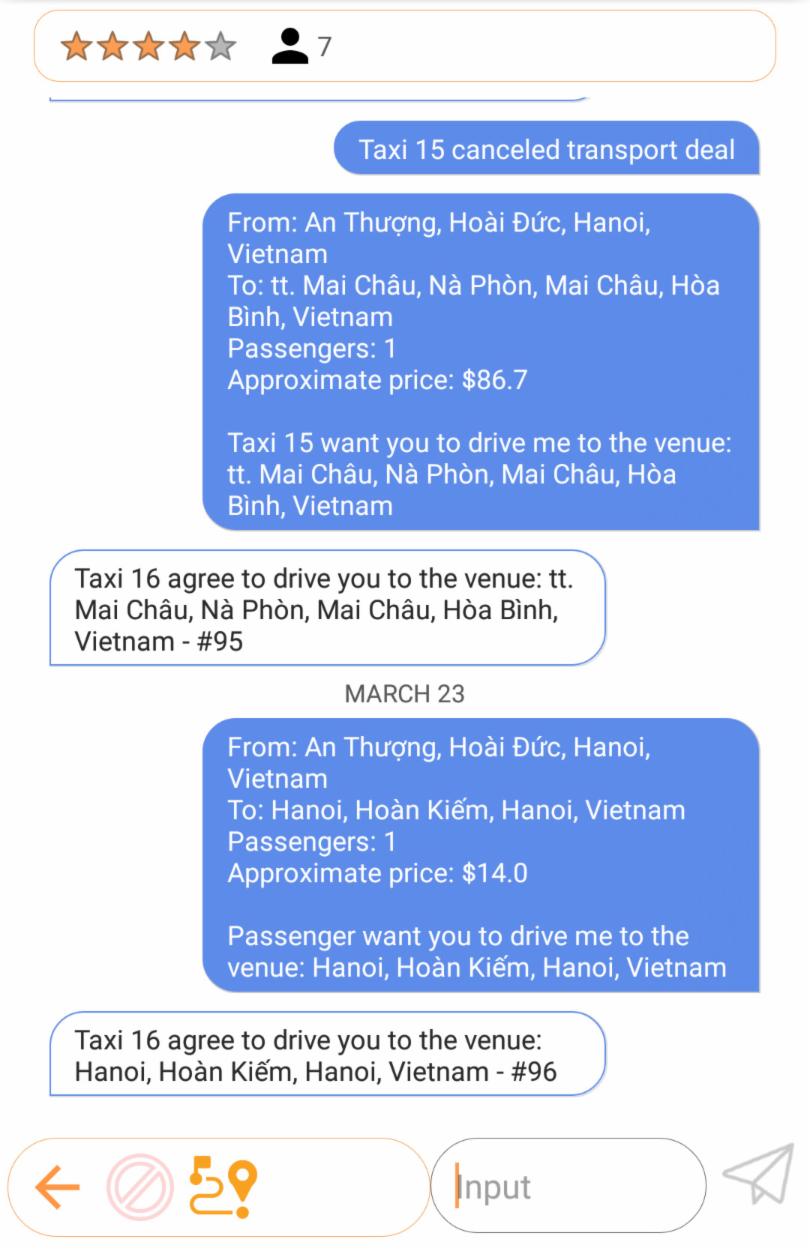 7
Taxi 15 canceled transport deal
From: An Thượng, Hoài Đức, Hanoi,
Vietnam
To: tt. Mai Châu, Nà Phòn, Mai Châu, Hòa
Bình, Vietnam
Passengers: 1
Approximate price: $86.7
Taxi 15 want you to drive me to the venue:
tt. Mai Châu, Nà Phòn, Mai Châu, Hòa
Bình, Vietnam
Taxi 16 agree to drive you to the venue: tt.
Mai Châu, Nà Phòn, Mai Châu, Hòa Bình,
Vietnam - #95
MARCH 23
From: An Thượng, Hoài Đức, Hanoi,
Vietnam
To: Hanoi, Hoàn Kiếm, Hanoi, Vietnam
Passengers: 1
Approximate price: $14.0
Passenger want you to drive me to the
venue: Hanoi, Hoàn Kiếm, Hanoi, Vietnam
Taxi 16 agree to drive you to the venue:
Hanoi, Hoàn Kiếm, Hanoi, Vietnam - #96
Input